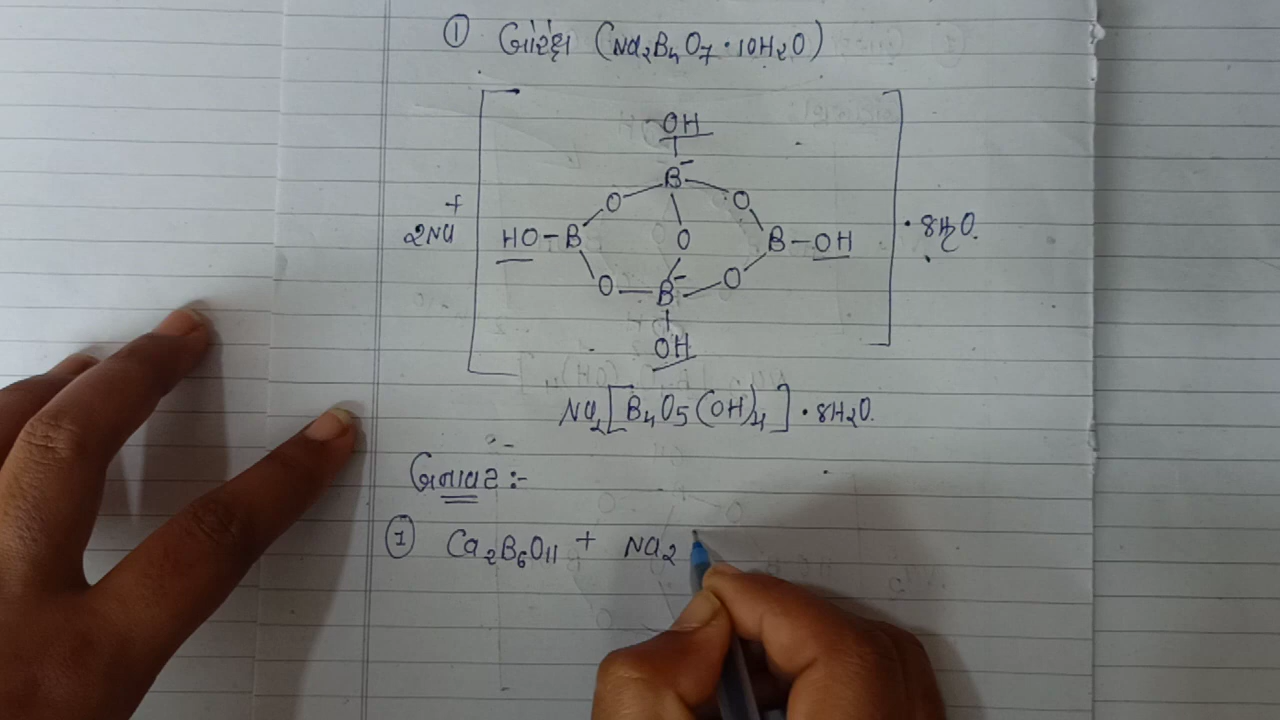 ① બોરેક્ષ (Na₂B₄O₇·10H₂O)
OH
B⁻
O O
2Na⁺ HO-B O B-OH ·8H₂O.
O B⁻ O
OH
Na₂[B₄O₅(OH)₄]·8H₂O.
બનાવટ :-
① Ca₂B₆O₁₁ + Na₂